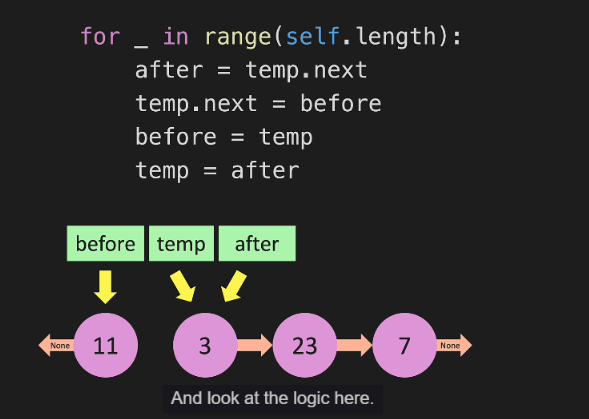 for _ in range(self.length):
    after = temp.next
    temp.next = before
    before = temp
    temp = after
before temp after
None 11 3 23 7 None
And look at the logic here.